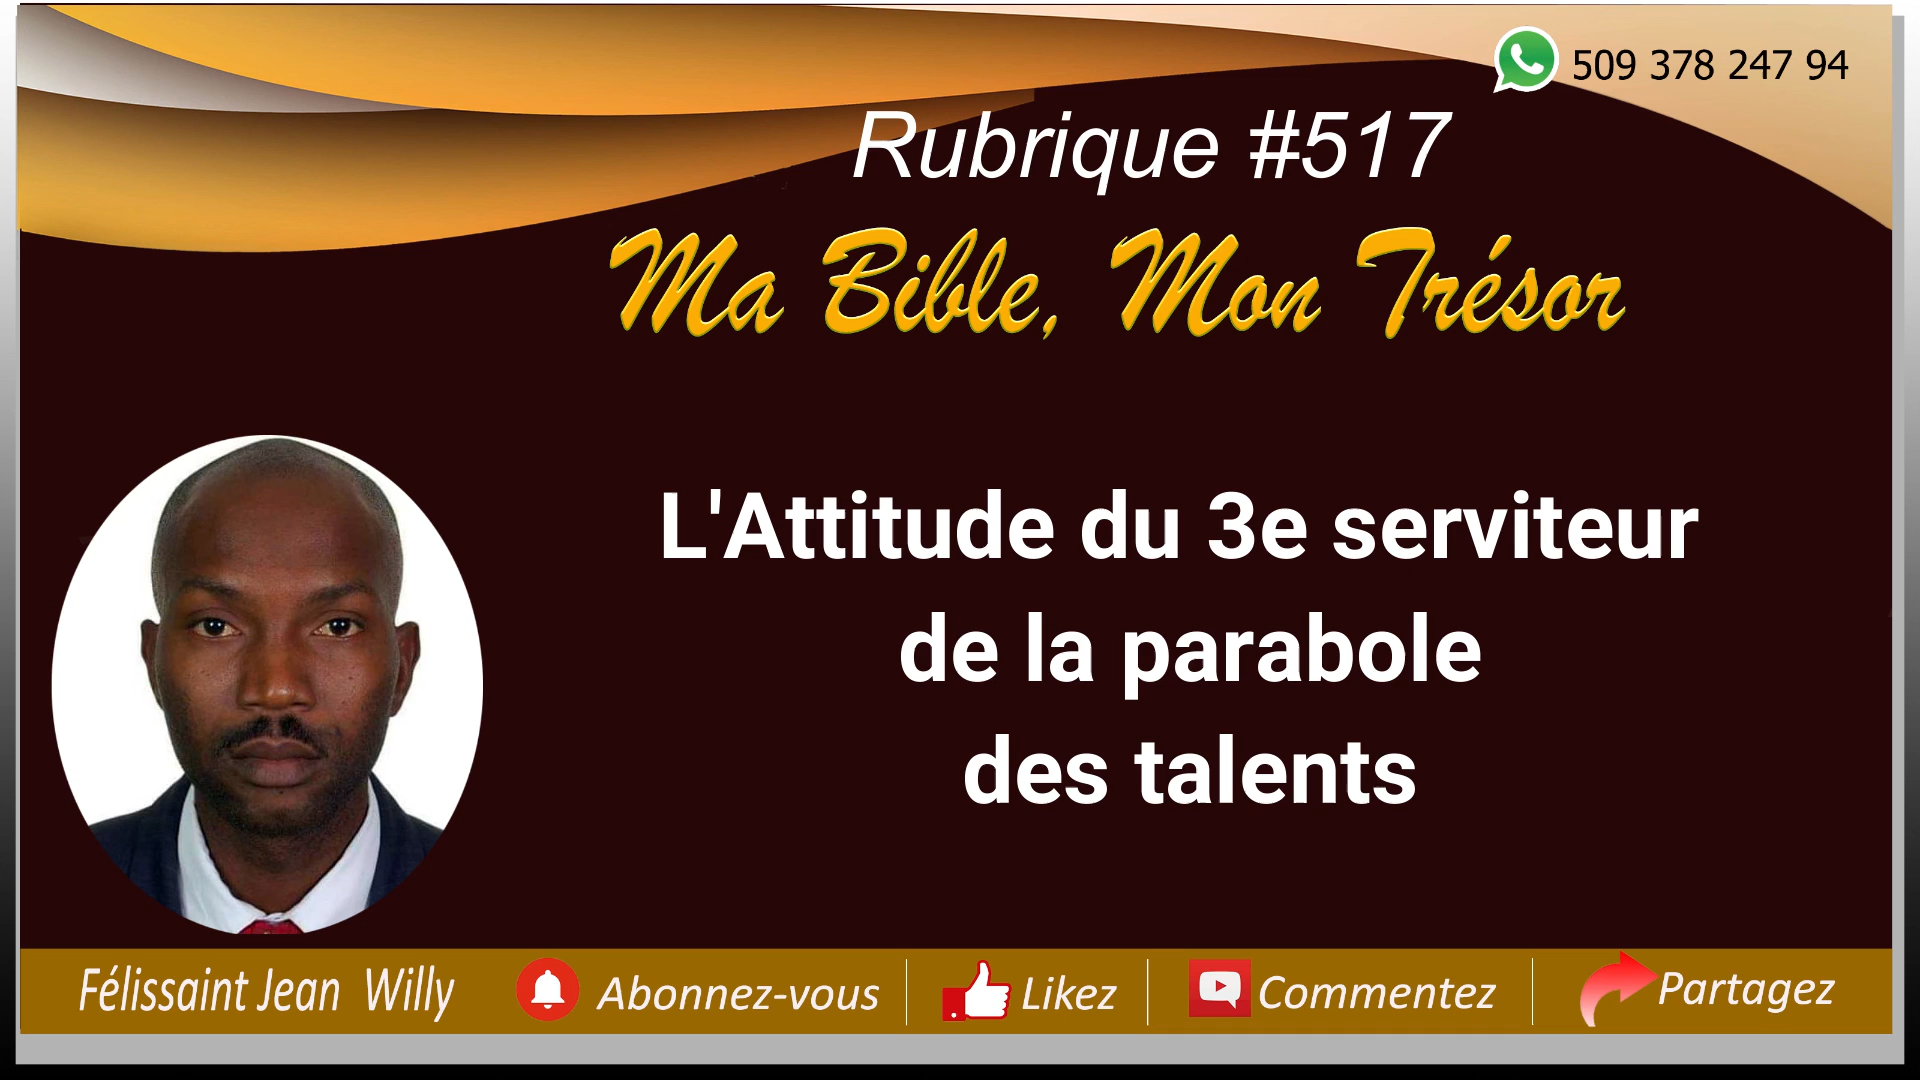 509 378 247 94
Rubrique #517
Ma Bible, Mon Trésor
L'Attitude du 3e serviteur
de la parabole
des talents
Félissaint Jean Willy
Abonnez-vous
Likez
Commentez
Partagez